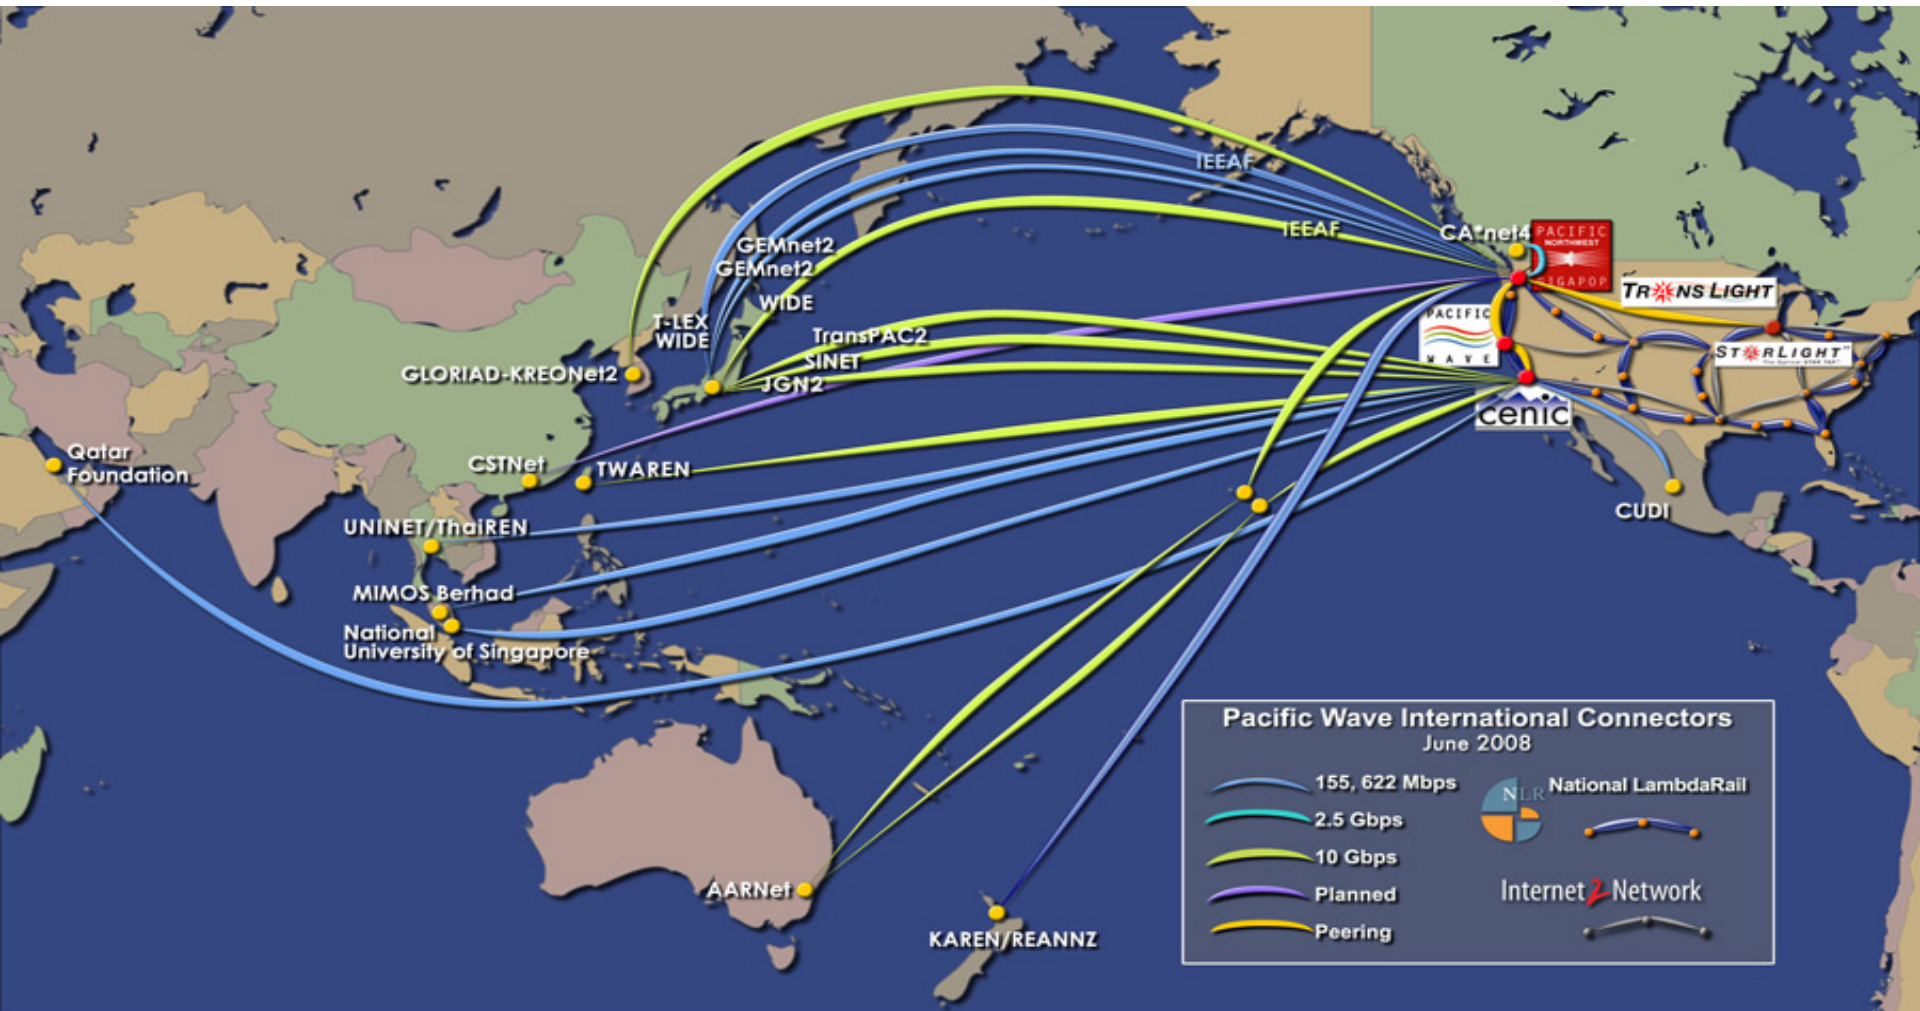 IEEAF
IEEAF
CA*net4
PACIFIC
NORTHWEST
GIGAPOP
TRANSLIGHT
PACIFIC
WAVE
STARLIGHT
cenic
GEMnet2
GEMnet2
WIDE
T-LEX
WIDE
TransPAC2
SINET
JGN2
GLORIAD-KREONet2
Qatar
Foundation
CSTNet
TWAREN
UNINET/ThaiREN
MIMOS Berhad
National
University of Singapore
CUDI
AARNet
KAREN/REANNZ
Pacific Wave International Connectors
June 2008
155, 622 Mbps
2.5 Gbps
10 Gbps
Planned
Peering
NLR
National LambdaRail
Internet2 Network